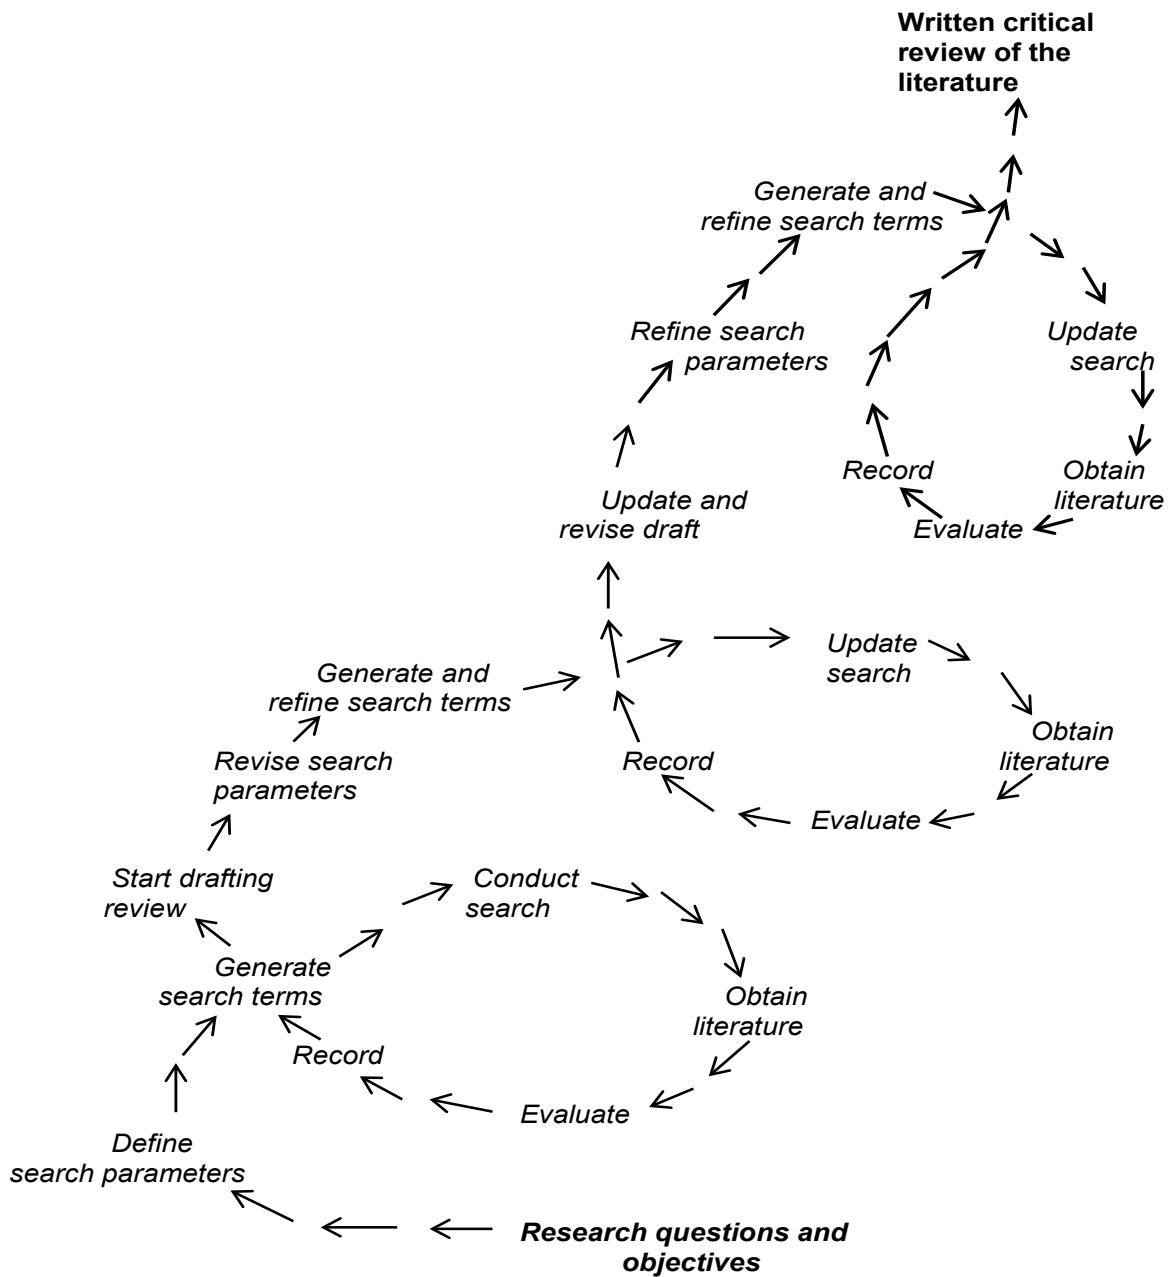 Written critical
review of the
literature
Generate and
refine search terms
Refine search
parameters
Update
search
Record
Obtain
literature
Evaluate
Update and
revise draft
Generate and
refine search terms
Update
search
Revise search
parameters
Record
Obtain
literature
Evaluate
Start drafting
review
Conduct
search
Generate
search terms
Obtain
literature
Record
Evaluate
Define
search parameters
Research questions and
objectives